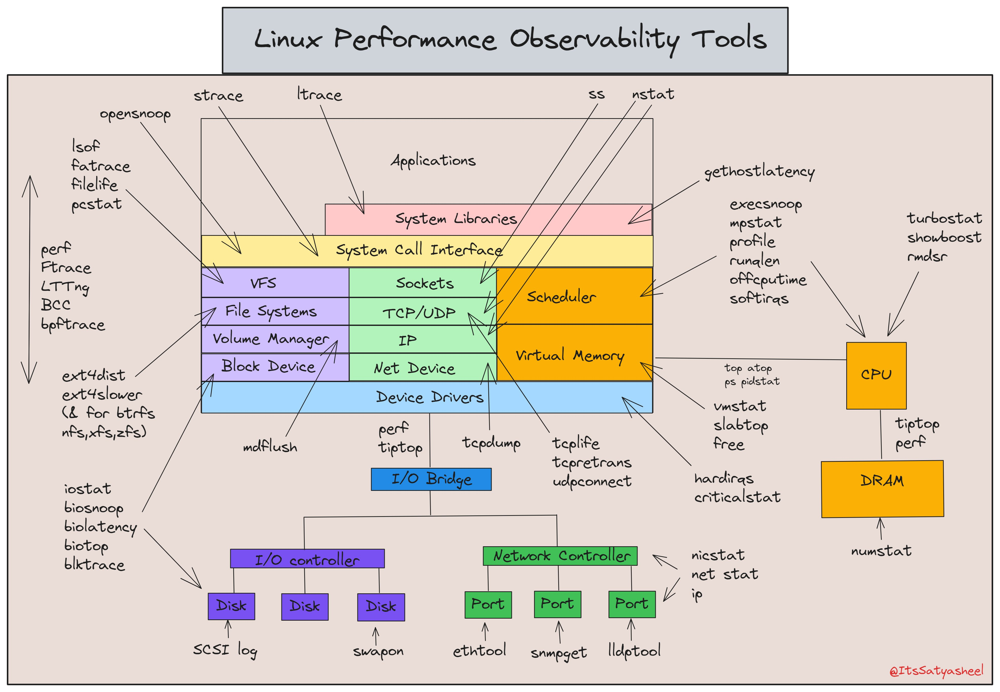 Linux Performance Observability Tools
strace
ltrace
ss
nstat
opensnoop
lsof
fatrace
filelife
pcstat
Applications
gethostlatency
System Libraries
execsnoop
mpstat
profile
runqlen
offcputime
softirqs
turbostat
showboost
rmdsr
perf
Ftrace
LTTng
BCC
bpftrace
System Call Interface
VFS
Sockets
Scheduler
File Systems
TCP/UDP
Volume Manager
IP
Virtual Memory
Block Device
Net Device
Device Drivers
top atop
ps pidstat
CPU
ext4dist
ext4slower
(& for btrfs
nfs,xfs,zfs)
vmstat
slabtop
free
tiptop
perf
mdflush
perf
tiptop
tcpdump
tcplife
tcpretrans
udpconnect
I/O Bridge
hardirqs
criticalstat
DRAM
iostat
biosnoop
biolatency
biotop
blktrace
numstat
I/O controller
Network Controller
nicstat
net stat
ip
Disk
Disk
Disk
Port
Port
Port
SCSI log
swapon
ethtool
snmpget
lldptool
@ItsSatyasheel